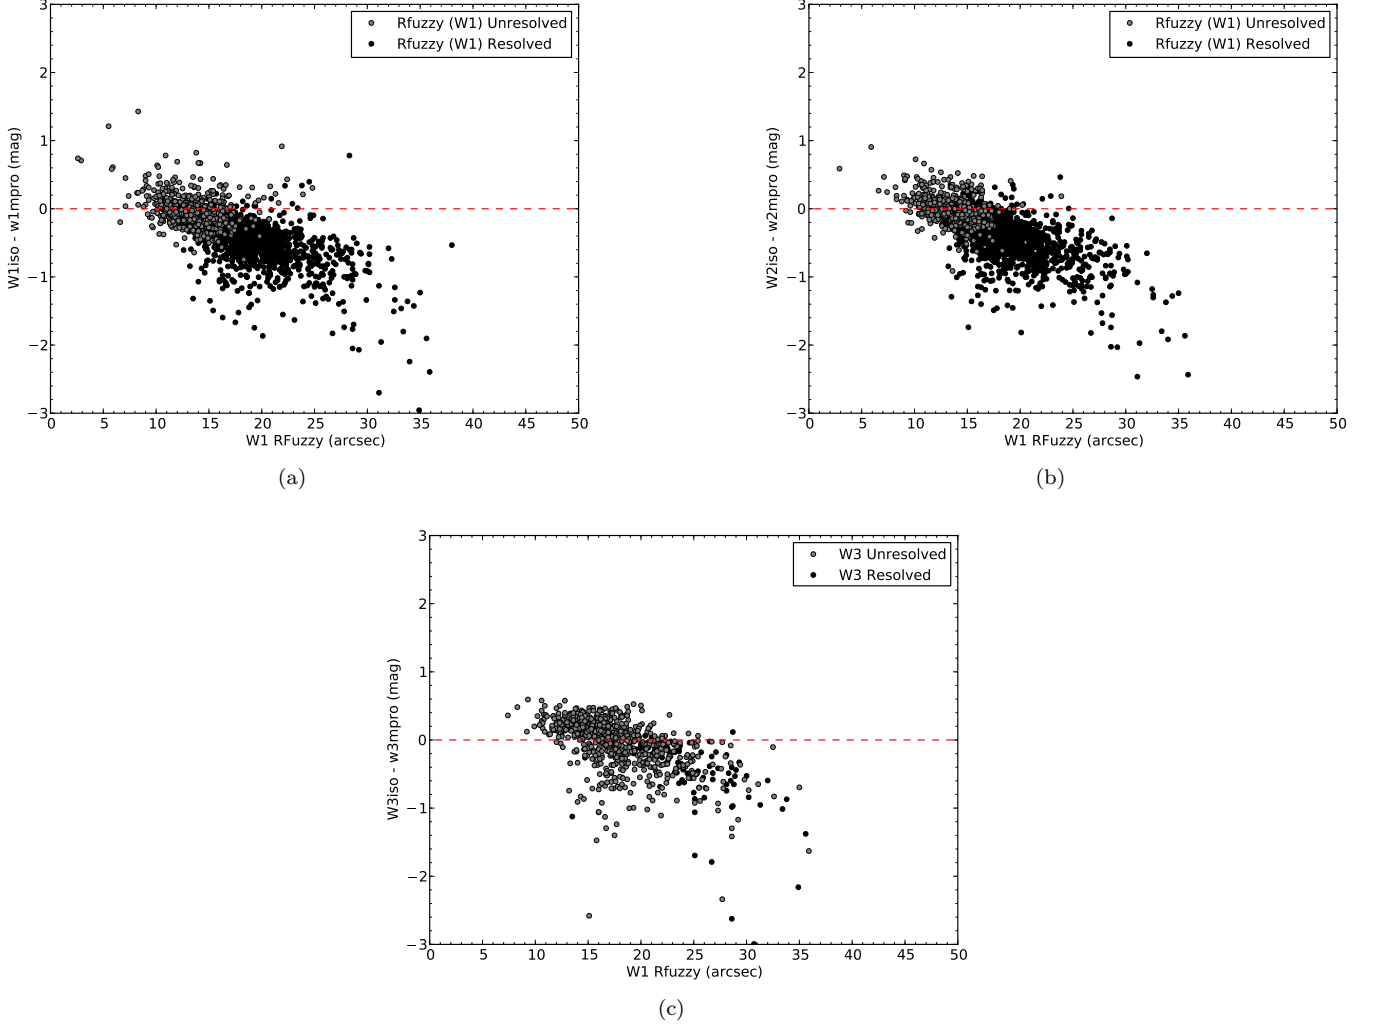 3
2
1
0
−1
−2
−3
W1iso - w1mpro (mag)
Rfuzzy (W1) Unresolved
Rfuzzy (W1) Resolved
0 5 10 15 20 25 30 35 40 45 50
W1 RFuzzy (arcsec)
(a)
3
2
1
0
−1
−2
−3
W2iso - w2mpro (mag)
Rfuzzy (W1) Unresolved
Rfuzzy (W1) Resolved
0 5 10 15 20 25 30 35 40 45 50
W1 RFuzzy (arcsec)
(b)
3
2
1
0
−1
−2
−3
W3iso - w3mpro (mag)
W3 Unresolved
W3 Resolved
0 5 10 15 20 25 30 35 40 45 50
W1 Rfuzzy (arcsec)
(c)